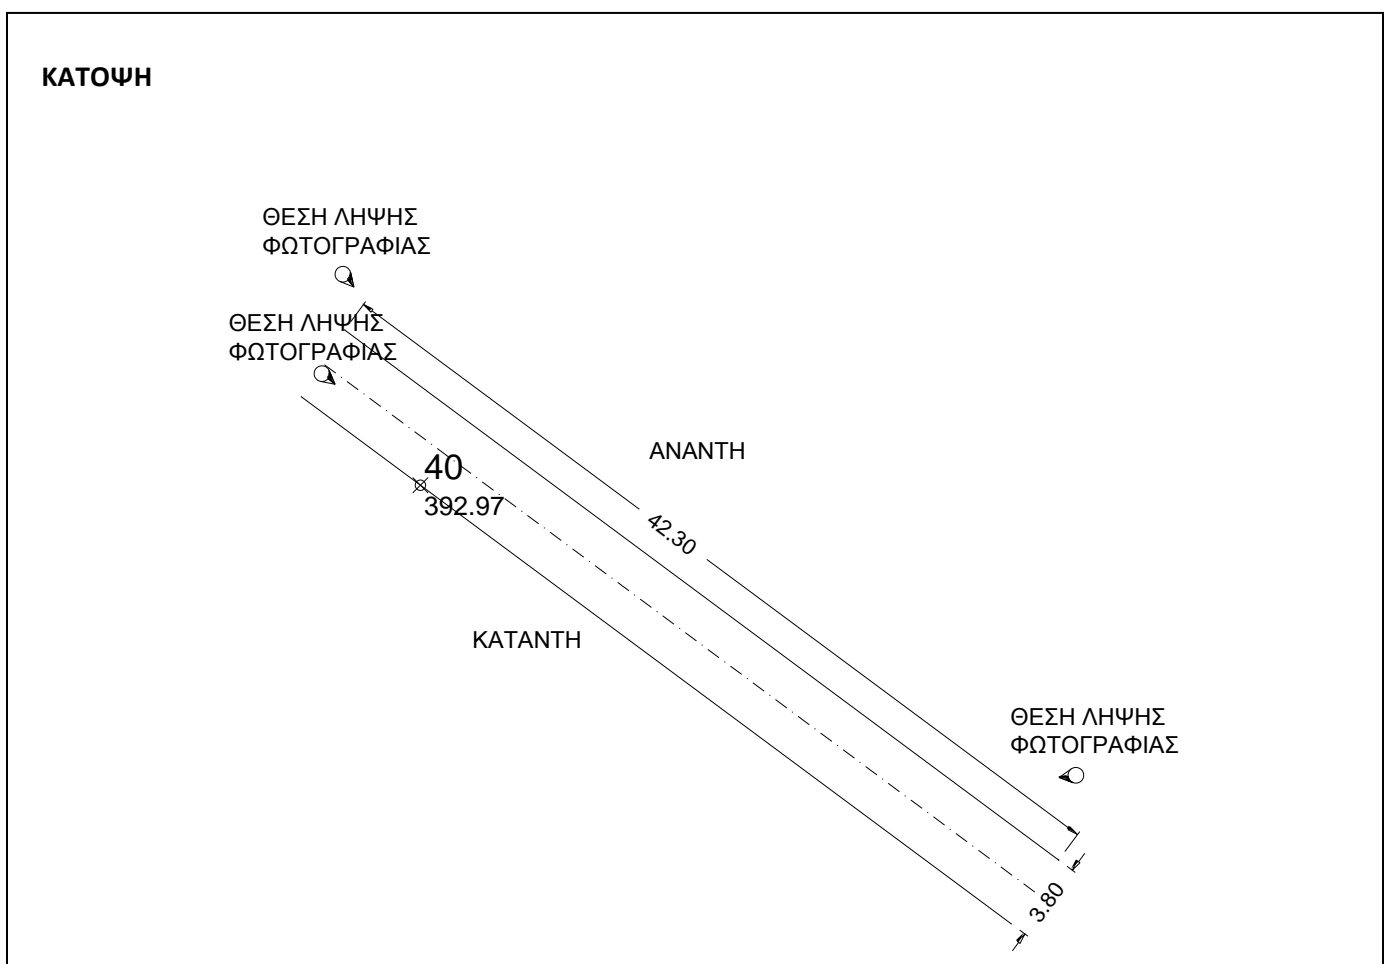 ΚΑΤΟΨΗ
ΘΕΣΗ ΛΗΨΗΣ
ΦΩΤΟΓΡΑΦΙΑΣ
ΘΕΣΗ ΛΗΨΗΣ
ΦΩΤΟΓΡΑΦΙΑΣ
ΑΝΑΝΤΗ
40
392.97
42.30
ΚΑΤΑΝΤΗ
ΘΕΣΗ ΛΗΨΗΣ
ΦΩΤΟΓΡΑΦΙΑΣ
3.80